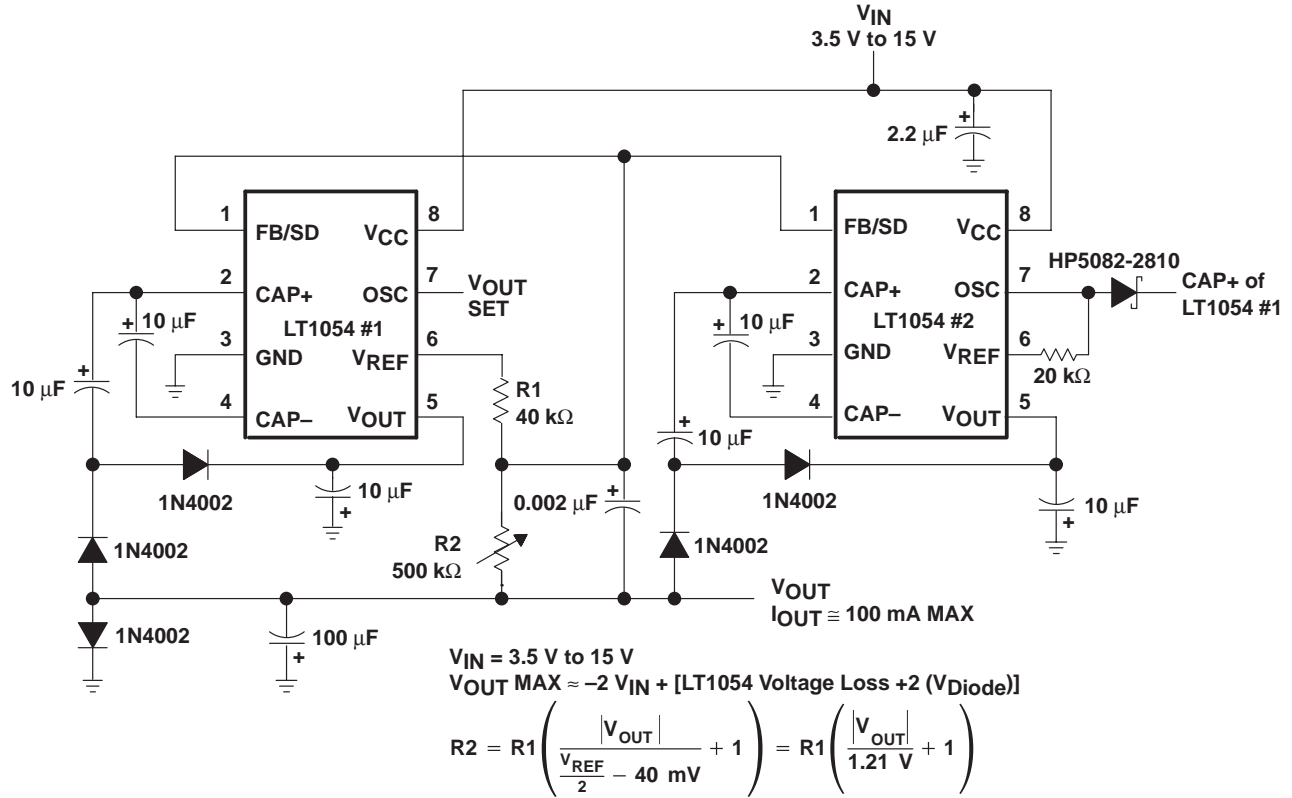 VIN
3.5 V to 15 V
2.2 µF
+
1
FB/SD
VCC
8
2
CAP+
OSC
7
VOUT
SET
LT1054 #1
3
GND
VREF
6
4
CAP–
VOUT
5
+
10 µF
10 µF
+
R1
40 kΩ
1N4002
10 µF
+
0.002 µF
+
R2
500 kΩ
1N4002
1N4002
100 µF
+
1
FB/SD
VCC
8
HP5082-2810
2
CAP+
OSC
7
CAP+ of
LT1054 #1
LT1054 #2
3
GND
VREF
6
20 kΩ
4
CAP–
VOUT
5
+
10 µF
+
10 µF
1N4002
10 µF
+
1N4002
VOUT
IOUT ≅ 100 mA MAX
VIN = 3.5 V to 15 V
VOUT MAX ≈ –2 VIN + [LT1054 Voltage Loss +2 (VDiode)]
R2 = R1 ( |VOUT| / (VREF/2 − 40 mV) + 1 ) = R1 ( |VOUT| / 1.21 V + 1 )